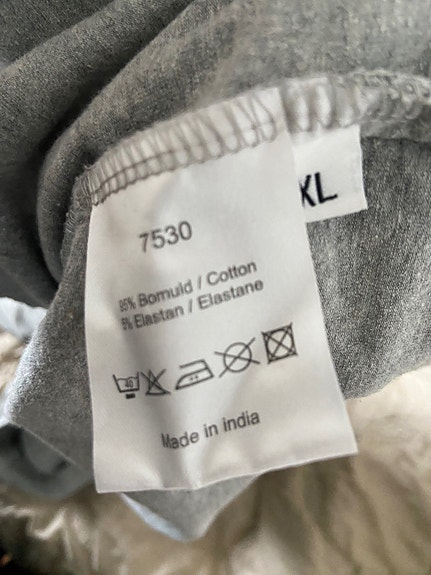 XL
7530
95% Bomuld / Cotton
5% Elastan / Elastane
40
Made in india